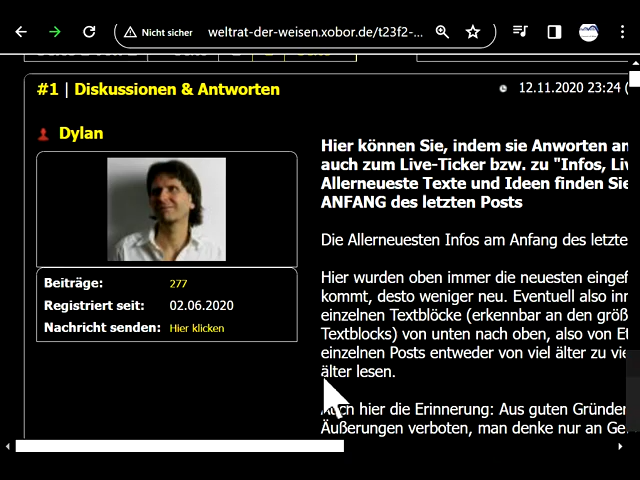 Nicht sicher
weltrat-der-weisen.xobor.de/t23f2-...
#1 | Diskussionen & Antworten
12.11.2020 23:24 (
Dylan
Hier können Sie, indem sie Anworten an
auch zum Live-Ticker bzw. zu "Infos, Liv
Allerneueste Texte und Ideen finden Sie
ANFANG des letzten Posts
Die Allerneuesten Infos am Anfang des letzte
Beiträge: 277
Registriert seit: 02.06.2020
Nachricht senden: Hier klicken
Hier wurden oben immer die neuesten eingef
kommt, desto weniger neu. Eventuell also inn
einzelnen Textblöcke (erkennbar an den größ
Textblocks) von unten nach oben, also von Et
einzelnen Posts entweder von viel älter zu vie
älter lesen.
hier die Erinnerung: Aus guten Gründen
Äußerungen verboten, man denke nur an Ge